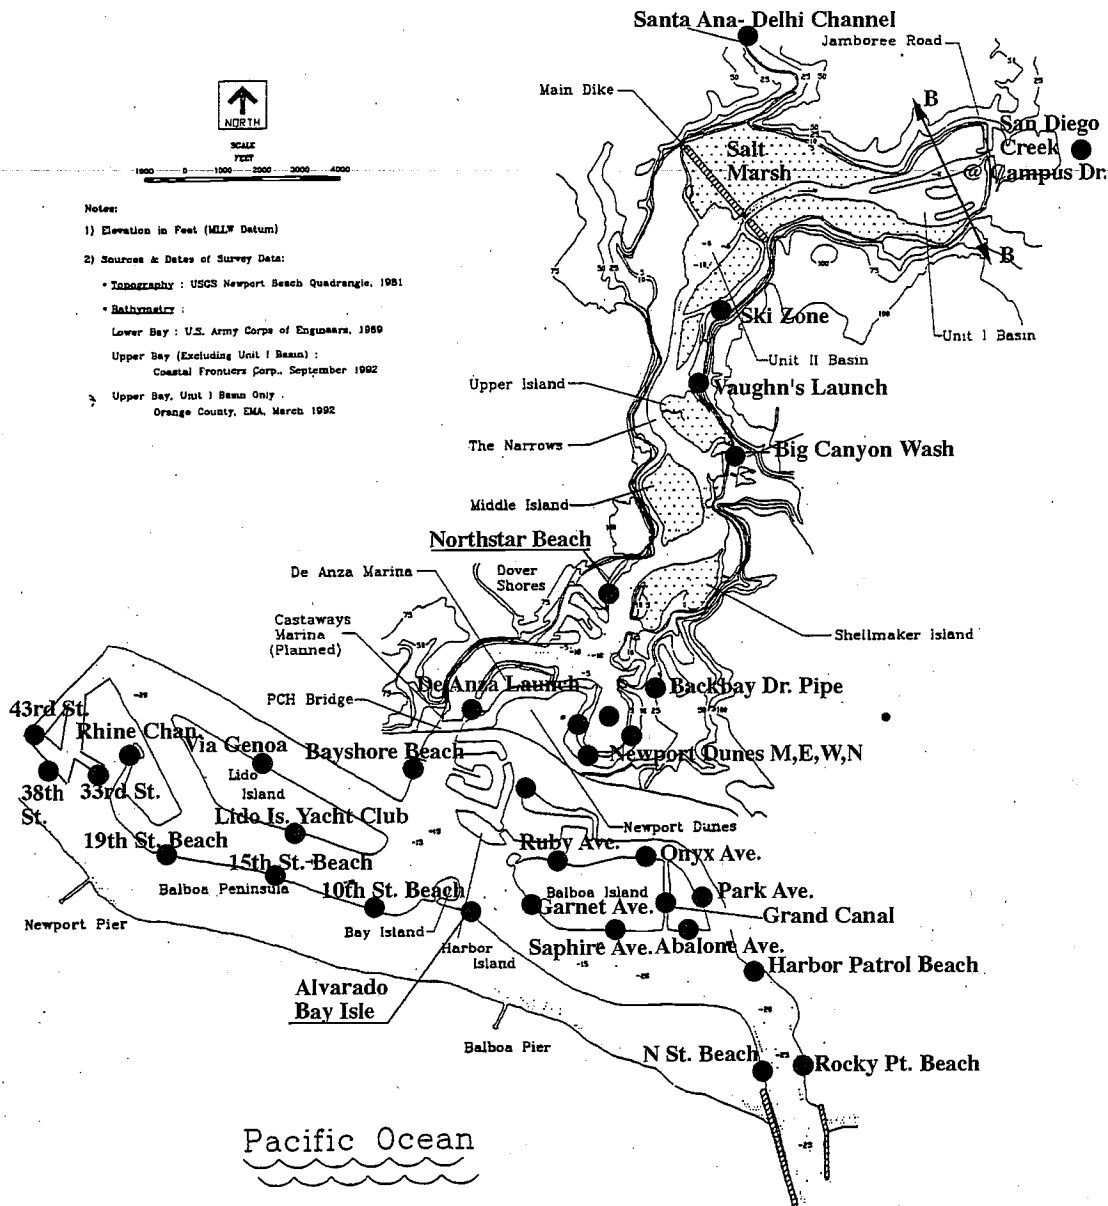 Santa Ana- Delhi Channel
Jamboree Road
Main Dike
B
San Diego
Creek
@ Campus Dr.
Salt
Marsh
NORTH
SCALE
FEET
1000 0 1000 2000 3000 4000
Notes:
1) Elevation in Feet (MLLW Datum)
2) Sources & Dates of Survey Data:
• Topography : USGS Newport Beach Quadrangle, 1981
• Bathymetry :
Lower Bay : U.S. Army Corps of Engineers, 1989
Upper Bay (Excluding Unit I Basin) :
Coastal Frontiers Corp., September 1992
Upper Bay, Unit I Basin Only .
Orange County, EMA, March 1992
B
Ski Zone
Unit I Basin
Unit II Basin
Upper Island
Vaughn's Launch
The Narrows
Big Canyon Wash
Middle Island
Northstar Beach
De Anza Marina
Dover
Shores
Castaways
Marina
(Planned)
Shellmaker Island
PCH Bridge
De Anza Launch
Backbay Dr. Pipe
43rd St.
Rhine Chan.
Via Genoa
Bayshore Beach
Newport Dunes M,E,W,N
Lido
Island
38th
St.
33rd St.
Lido Is. Yacht Club
Newport Dunes
19th St. Beach
Ruby Ave.
Onyx Ave.
15th St. Beach
Balboa Peninsula
10th St. Beach
Balboa Island
Park Ave.
Garnet Ave.
Grand Canal
Newport Pier
Bay Island
Harbor
Island
Saphire Ave.
Abalone Ave.
Harbor Patrol Beach
Alvarado
Bay Isle
Balboa Pier
N St. Beach
Rocky Pt. Beach
Pacific Ocean